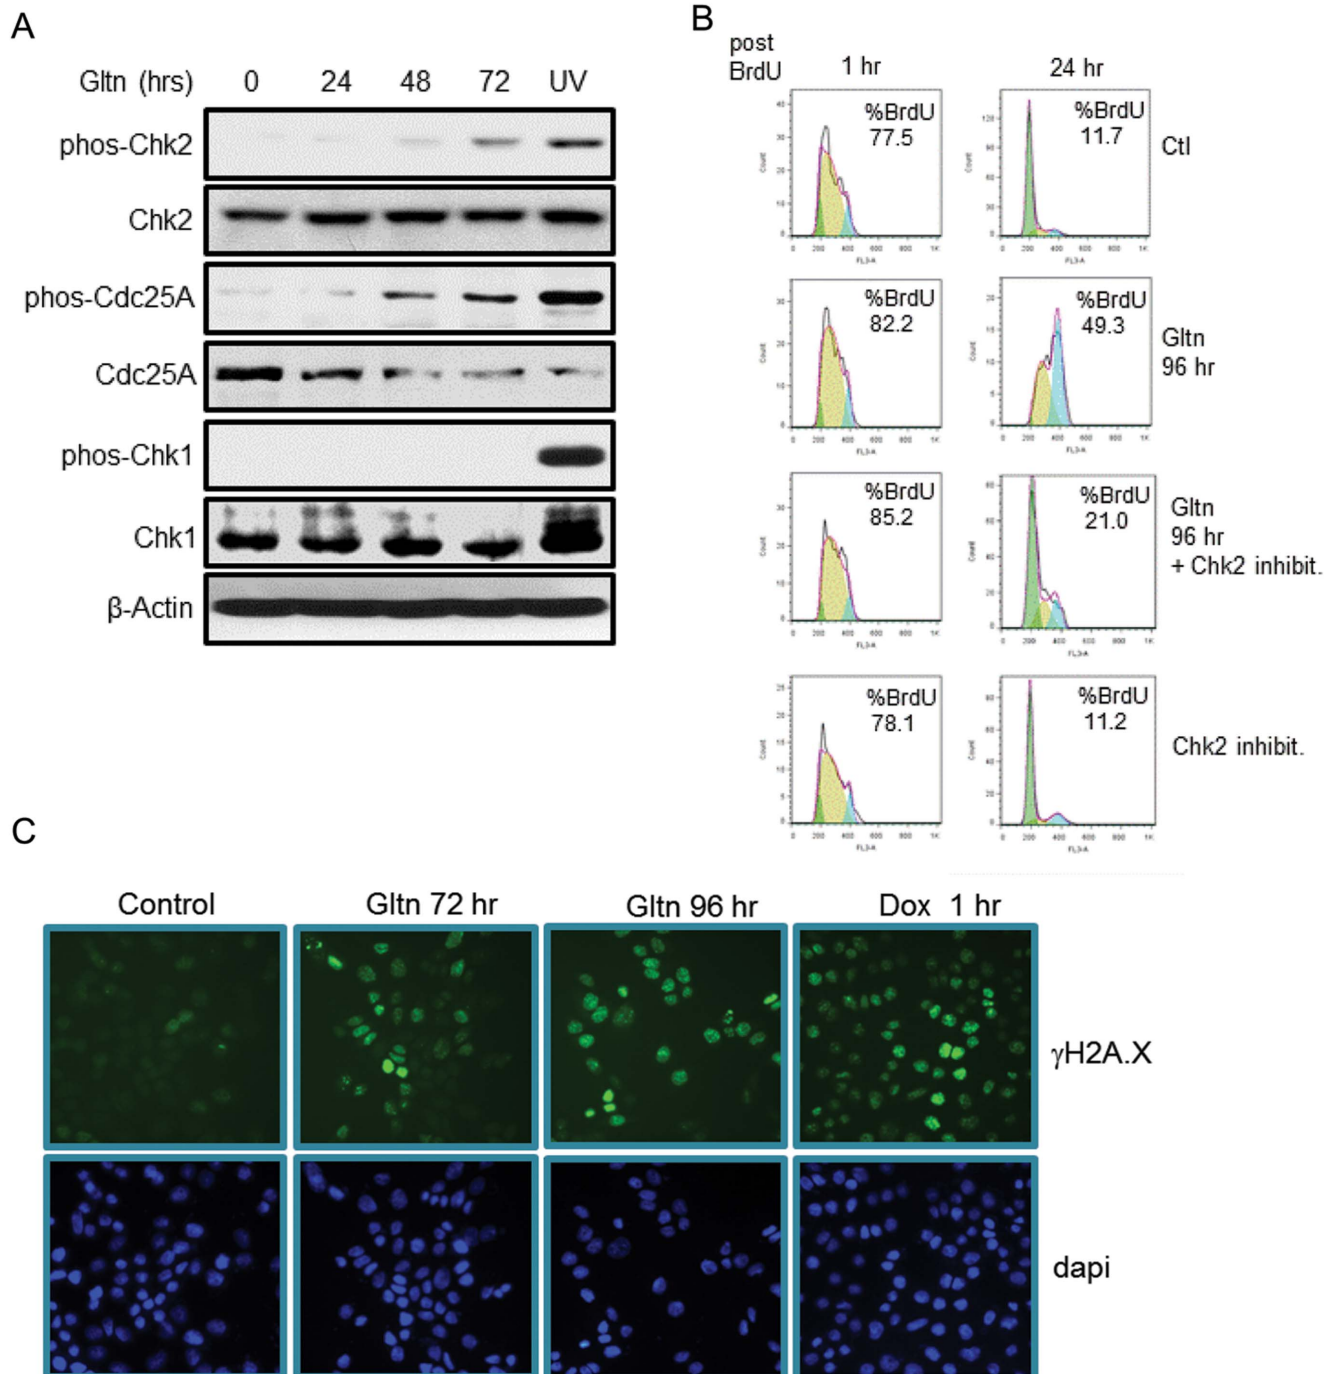 A
Gltn (hrs) 0 24 48 72 UV
phos-Chk2
Chk2
phos-Cdc25A
Cdc25A
phos-Chk1
Chk1
β-Actin
B
post
BrdU
1 hr
24 hr
%BrdU
77.5
%BrdU
11.7
Ctl
%BrdU
82.2
%BrdU
49.3
Gltn
96 hr
%BrdU
85.2
%BrdU
21.0
Gltn
96 hr
+ Chk2 inhibit.
%BrdU
78.1
%BrdU
11.2
Chk2 inhibit.
C
Control
Gltn 72 hr
Gltn 96 hr
Dox 1 hr
γH2A.X
dapi